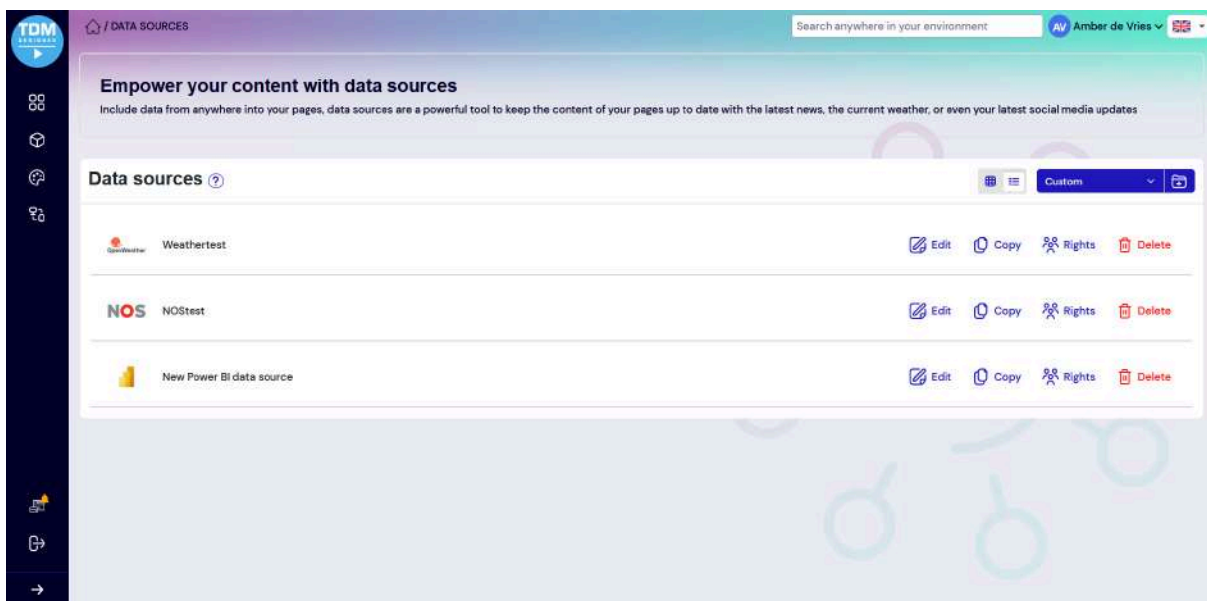 TDM
/ DATA SOURCES
Search anywhere in your environment
AV Amber de Vries
Empower your content with data sources
Include data from anywhere into your pages, data sources are a powerful tool to keep the content of your pages up to date with the latest news, the current weather, or even your latest social media updates
Data sources ?
Custom
OpenWeather Weathertest Edit Copy Rights Delete
NOS NOStest Edit Copy Rights Delete
New Power BI data source Edit Copy Rights Delete